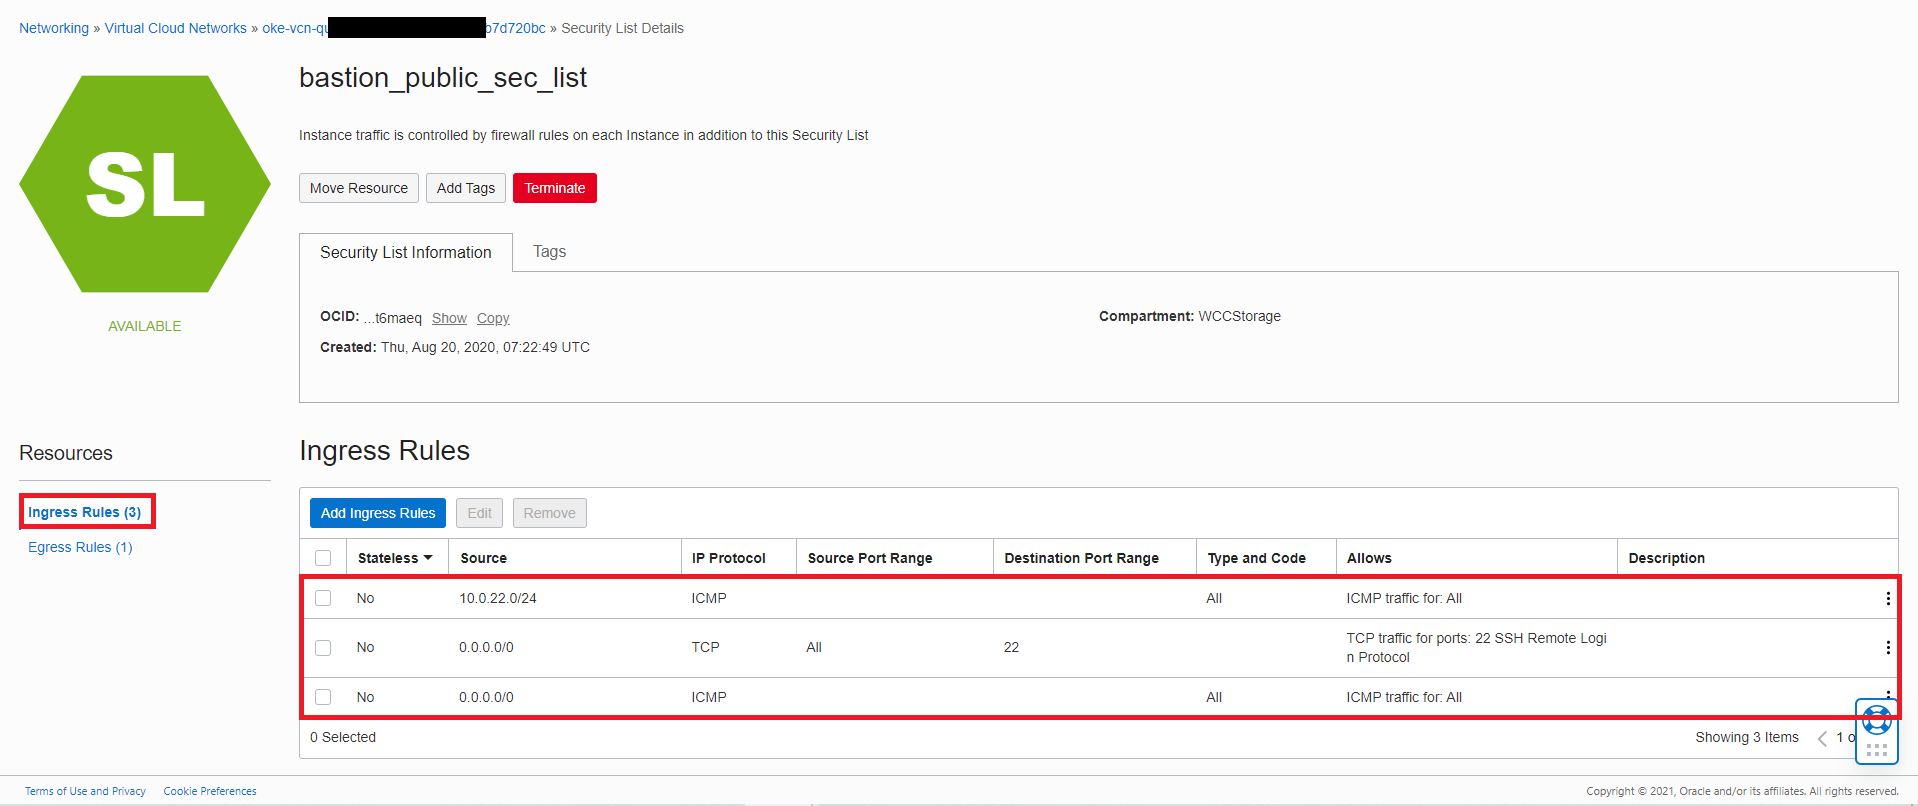 Networking » Virtual Cloud Networks » oke-vcn-qu b7d720bc » Security List Details
SL
AVAILABLE
bastion_public_sec_list
Instance traffic is controlled by firewall rules on each Instance in addition to this Security List
Move Resource Add Tags Terminate
Security List Information Tags
OCID: ...t6maeq Show Copy
Compartment: WCCStorage
Created: Thu, Aug 20, 2020, 07:22:49 UTC
Resources
Ingress Rules (3)
Egress Rules (1)
Ingress Rules
Add Ingress Rules Edit Remove
Stateless Source IP Protocol Source Port Range Destination Port Range Type and Code Allows Description
No 10.0.22.0/24 ICMP All ICMP traffic for: All
No 0.0.0.0/0 TCP All 22 TCP traffic for ports: 22 SSH Remote Logi
n Protocol
No 0.0.0.0/0 ICMP All ICMP traffic for: All
0 Selected Showing 3 Items 1 o
Terms of Use and Privacy Cookie Preferences Copyright © 2021, Oracle and/or its affiliates. All rights reserved.